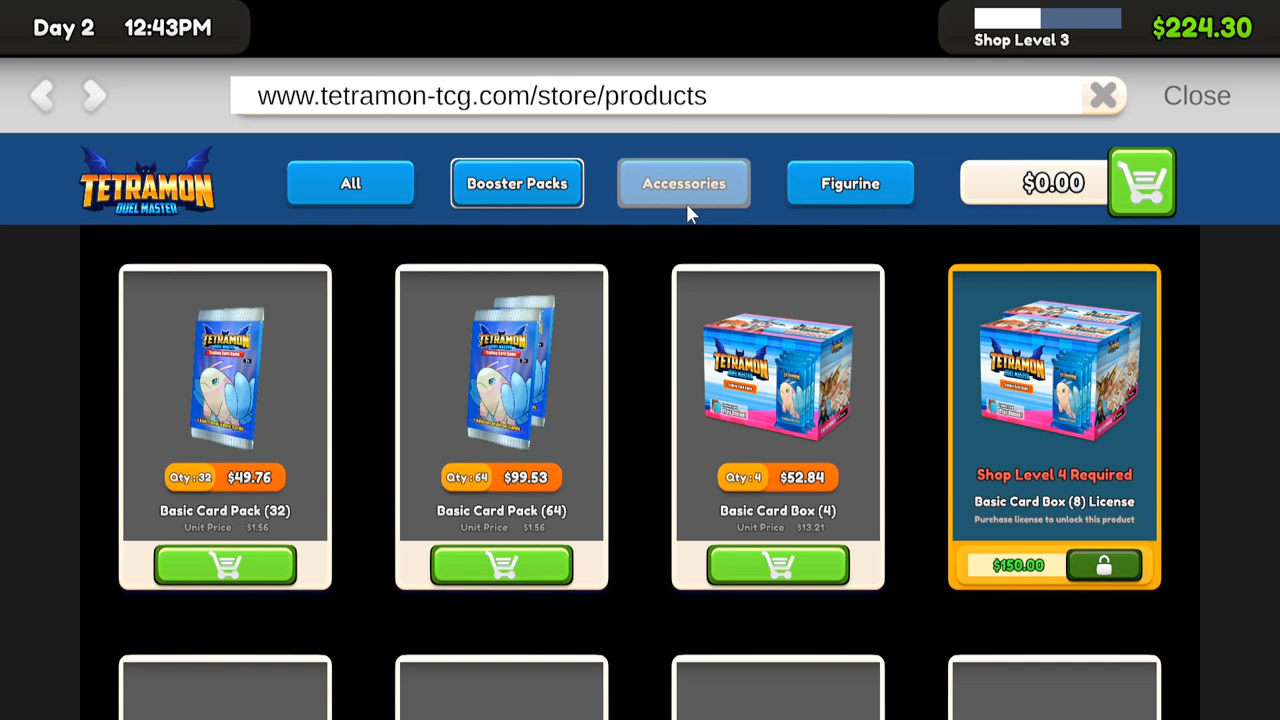 Day 2 12:43PM
Shop Level 3
$224.30
www.tetramon-tcg.com/store/products
Close
TETRAMON
DUEL MASTER
All
Booster Packs
Accessories
Figurine
$0.00
TETRAMON
TETRAMON
TETRAMON
TETRAMON
Qty : 32 $49.76
Basic Card Pack (32)
Unit Price $1.56
Qty : 64 $99.53
Basic Card Pack (64)
Unit Price $1.56
Qty : 4 $52.84
Basic Card Box (4)
Unit Price $13.21
Shop Level 4 Required
Basic Card Box (8) License
Purchase license to unlock this product
$150.00